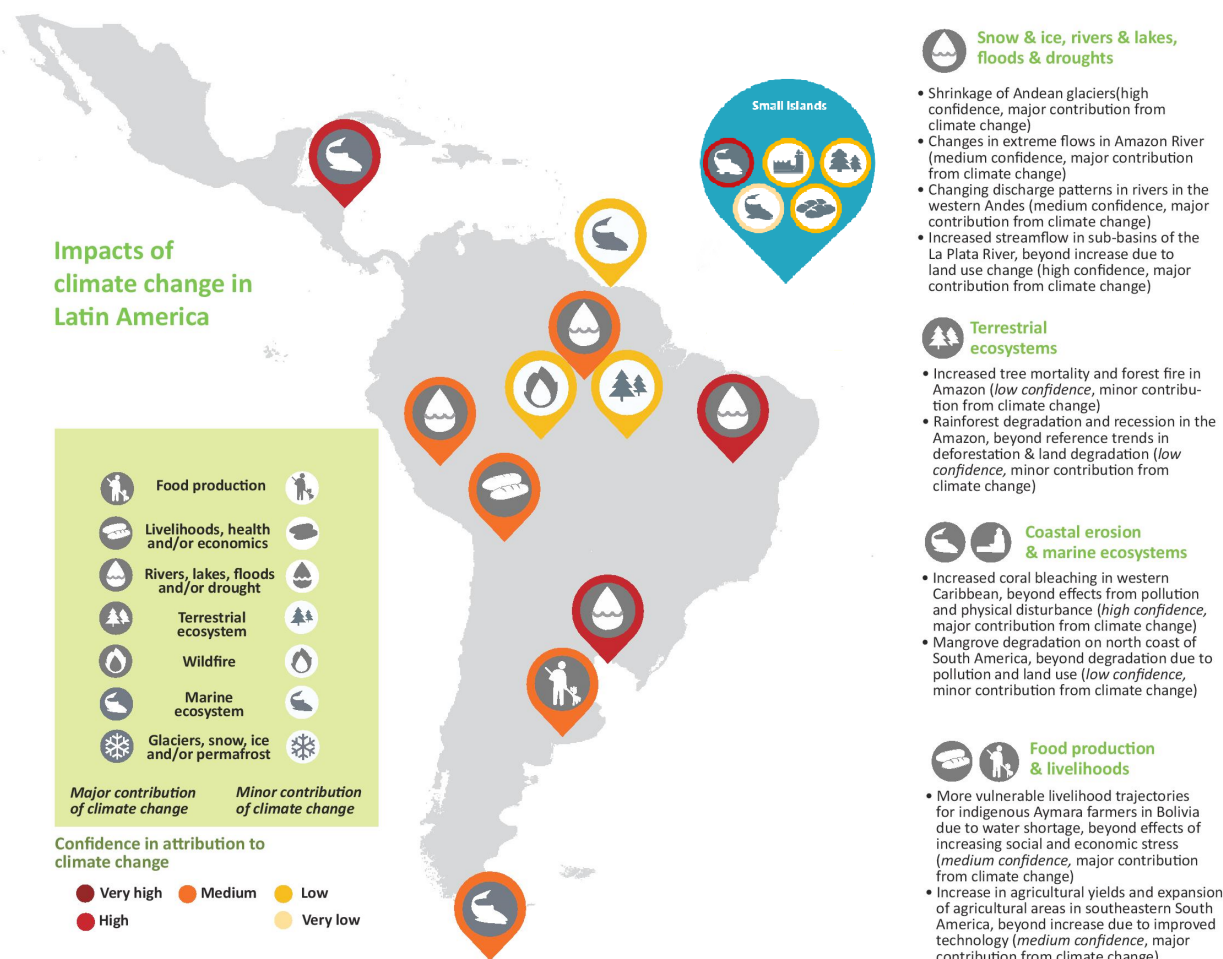 Small Islands
Impacts of
climate change in
Latin America
Food production
Livelihoods, health
and/or economics
Rivers, lakes, floods
and/or drought
Terrestrial
ecosystem
Wildfire
Marine
ecosystem
Glaciers, snow, ice
and/or permafrost
Major contribution
of climate change
Minor contribution
of climate change
Confidence in attribution to
climate change
Very high
Medium
Low
High
Very low
Snow & ice, rivers & lakes,
floods & droughts
• Shrinkage of Andean glaciers(high
confidence, major contribution from
climate change)
• Changes in extreme flows in Amazon River
(medium confidence, major contribution
from climate change)
• Changing discharge patterns in rivers in the
western Andes (medium confidence, major
contribution from climate change)
• Increased streamflow in sub-basins of the
La Plata River, beyond increase due to
land use change (high confidence, major
contribution from climate change)
Terrestrial
ecosystems
• Increased tree mortality and forest fire in
Amazon (low confidence, minor contribu-
tion from climate change)
• Rainforest degradation and recession in the
Amazon, beyond reference trends in
deforestation & land degradation (low
confidence, minor contribution from
climate change)
Coastal erosion
& marine ecosystems
• Increased coral bleaching in western
Caribbean, beyond effects from pollution
and physical disturbance (high confidence,
major contribution from climate change)
• Mangrove degradation on north coast of
South America, beyond degradation due to
pollution and land use (low confidence,
minor contribution from climate change)
Food production
& livelihoods
• More vulnerable livelihood trajectories
for indigenous Aymara farmers in Bolivia
due to water shortage, beyond effects of
increasing social and economic stress
(medium confidence, major contribution
from climate change)
• Increase in agricultural yields and expansion
of agricultural areas in southeastern South
America, beyond increase due to improved
technology (medium confidence, major
contribution from climate change)